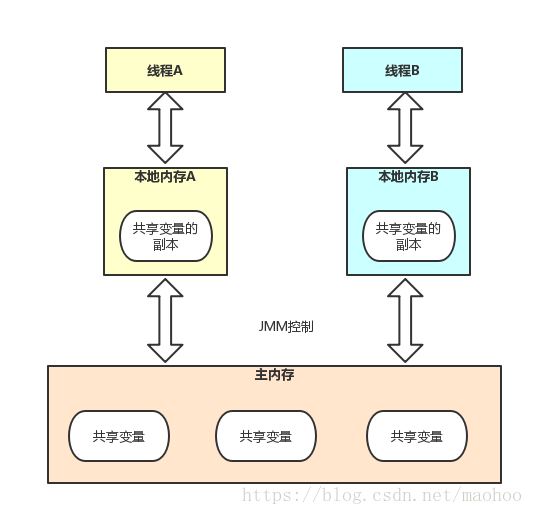 线程A
线程B
本地内存A
本地内存B
共享变量的
副本
共享变量的
副本
JMM控制
主内存
共享变量
共享变量
共享变量
https://blog.csdn.net/maohoo